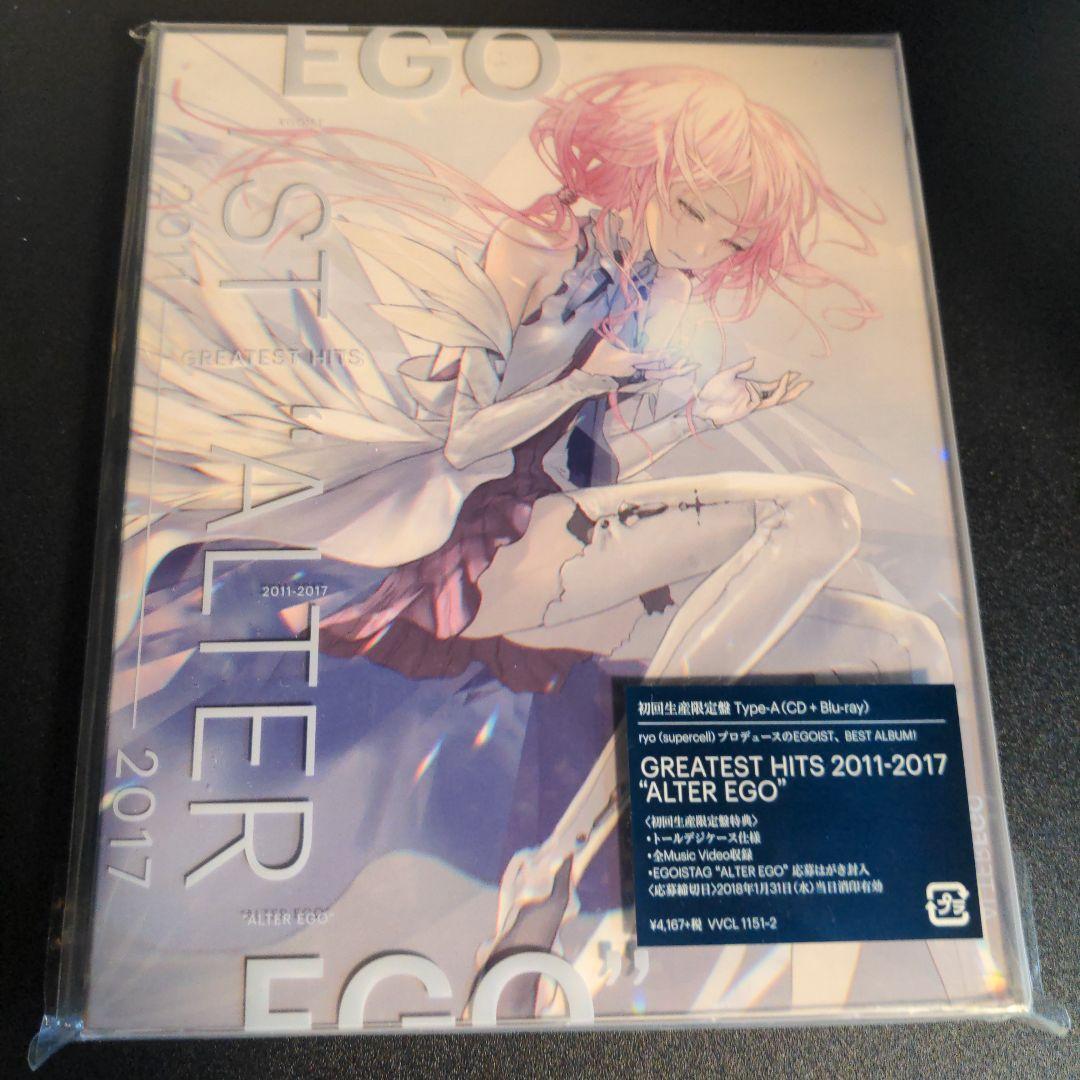 EGO
EGOIST
IST
2011
GREATEST HITS
"ALTER
2011-2017
2017
"ALTER EGO"
EGO"
初回生産限定盤 Type-A(CD + Blu-ray)
ryo (supercell) プロデュースのEGOIST、BEST ALBUM!
GREATEST HITS 2011-2017
"ALTER EGO"
〈初回生産限定盤特典〉
・トールデジケース仕様
・全Music Video収録
・EGOISTAG "ALTER EGO" 応募はがき封入
〈応募締切日〉2018年1月31日(水)当日消印有効
¥4,167+税 VVCL 1151-2
プラ